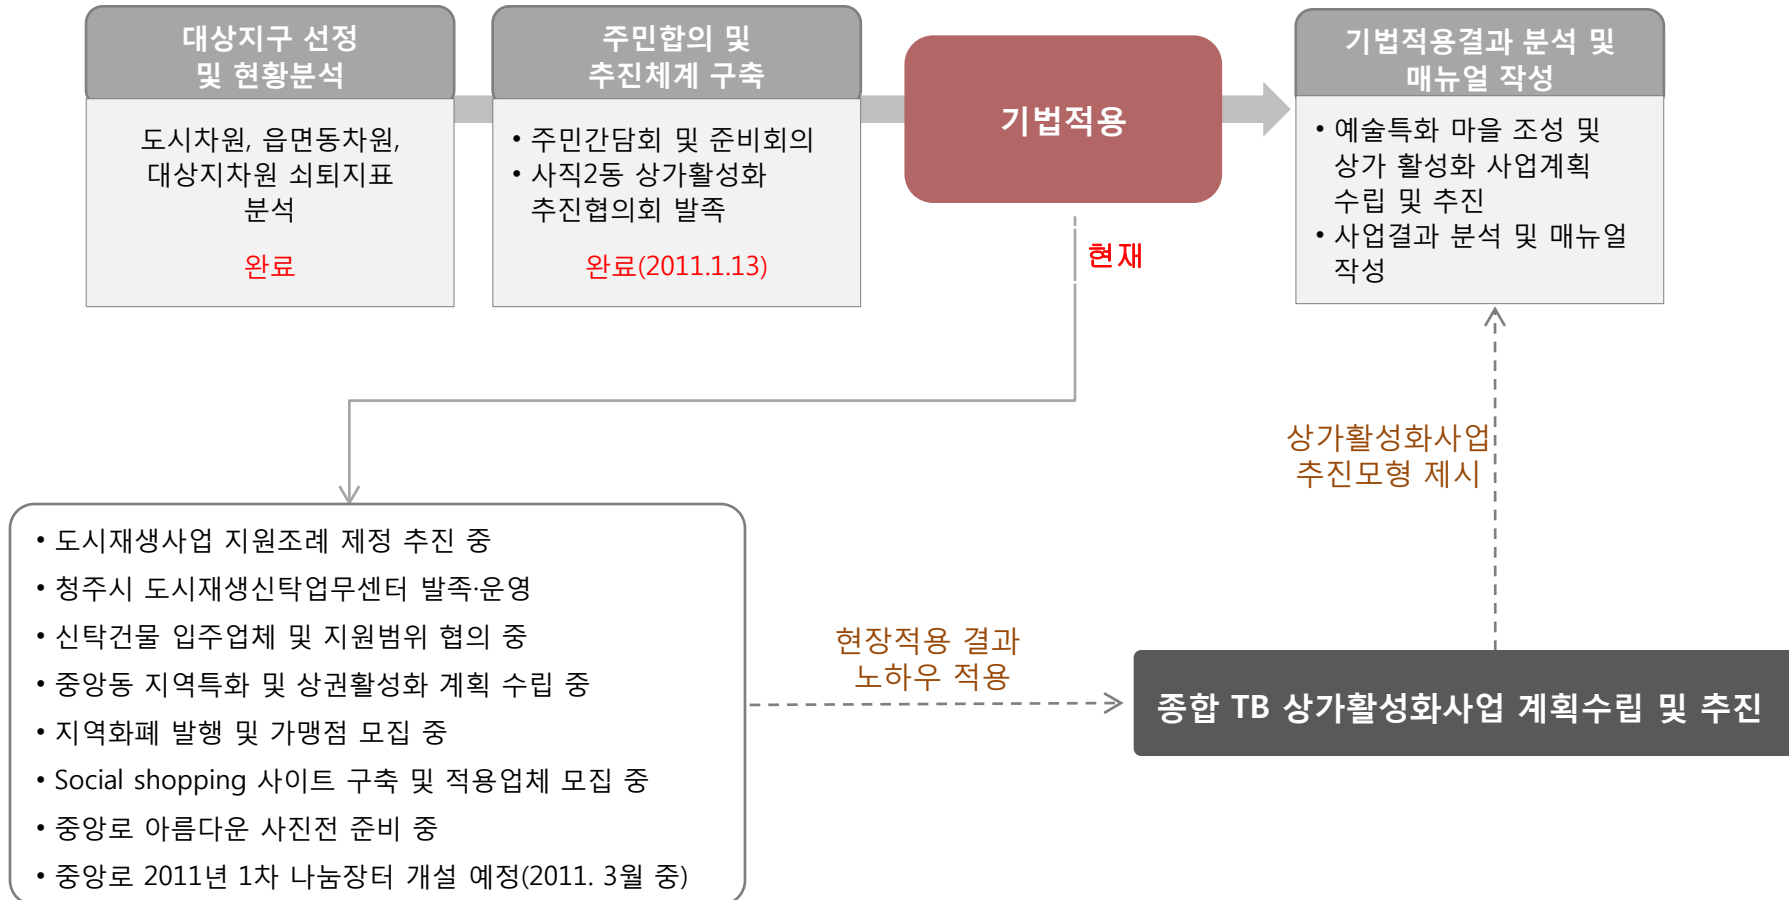 대상지구 선정
및 현황분석
도시차원, 읍면동차원,
대상지차원 쇠퇴지표
분석
완료
주민합의 및
추진체계 구축
• 주민간담회 및 준비회의
• 사직2동 상가활성화
추진협의회 발족
완료(2011.1.13)
기법적용
현재
기법적용결과 분석 및
매뉴얼 작성
• 예술특화 마을 조성 및
상가 활성화 사업계획
수립 및 추진
• 사업결과 분석 및 매뉴얼
작성
• 도시재생사업 지원조례 제정 추진 중
• 청주시 도시재생신탁업무센터 발족·운영
• 신탁건물 입주업체 및 지원범위 협의 중
• 중앙동 지역특화 및 상권활성화 계획 수립 중
• 지역화폐 발행 및 가맹점 모집 중
• Social shopping 사이트 구축 및 적용업체 모집 중
• 중앙로 아름다운 사진전 준비 중
• 중앙로 2011년 1차 나눔장터 개설 예정(2011. 3월 중)
현장적용 결과
노하우 적용
종합 TB 상가활성화사업 계획수립 및 추진
상가활성화사업
추진모형 제시